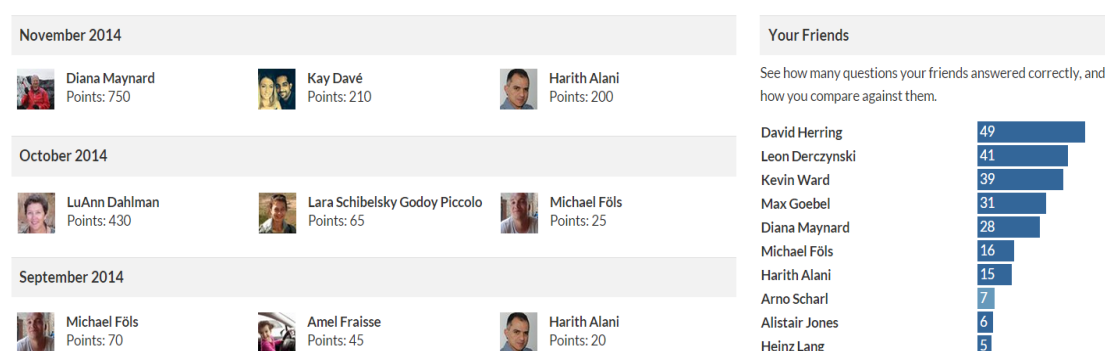 November 2014
Diana Maynard
Points: 750
Kay Davé
Points: 210
Harith Alani
Points: 200
October 2014
LuAnn Dahlman
Points: 430
Lara Schibelsky Godoy Piccolo
Points: 65
Michael Föls
Points: 25
September 2014
Michael Föls
Points: 70
Amel Fraisse
Points: 45
Harith Alani
Points: 20
Your Friends
See how many questions your friends answered correctly, and
how you compare against them.
David Herring 49
Leon Derczynski 41
Kevin Ward 39
Max Goebel 31
Diana Maynard 28
Michael Föls 16
Harith Alani 15
Arno Scharl 7
Alistair Jones 6
Heinz Lang 5